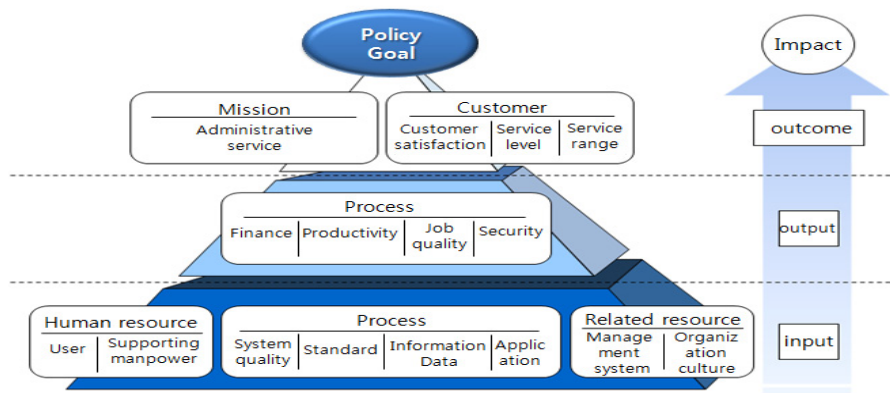 Policy
Goal
Impact
Mission
Administrative
service
Customer
Customer
satisfaction
Service
level
Service
range
outcome
Process
Finance
Productivity
Job
quality
Security
output
Human resource
User
Supporting
manpower
Process
System
quality
Standard
Information
Data
Applic
ation
Related resource
Manage
ment
system
Organiz
ation
culture
input